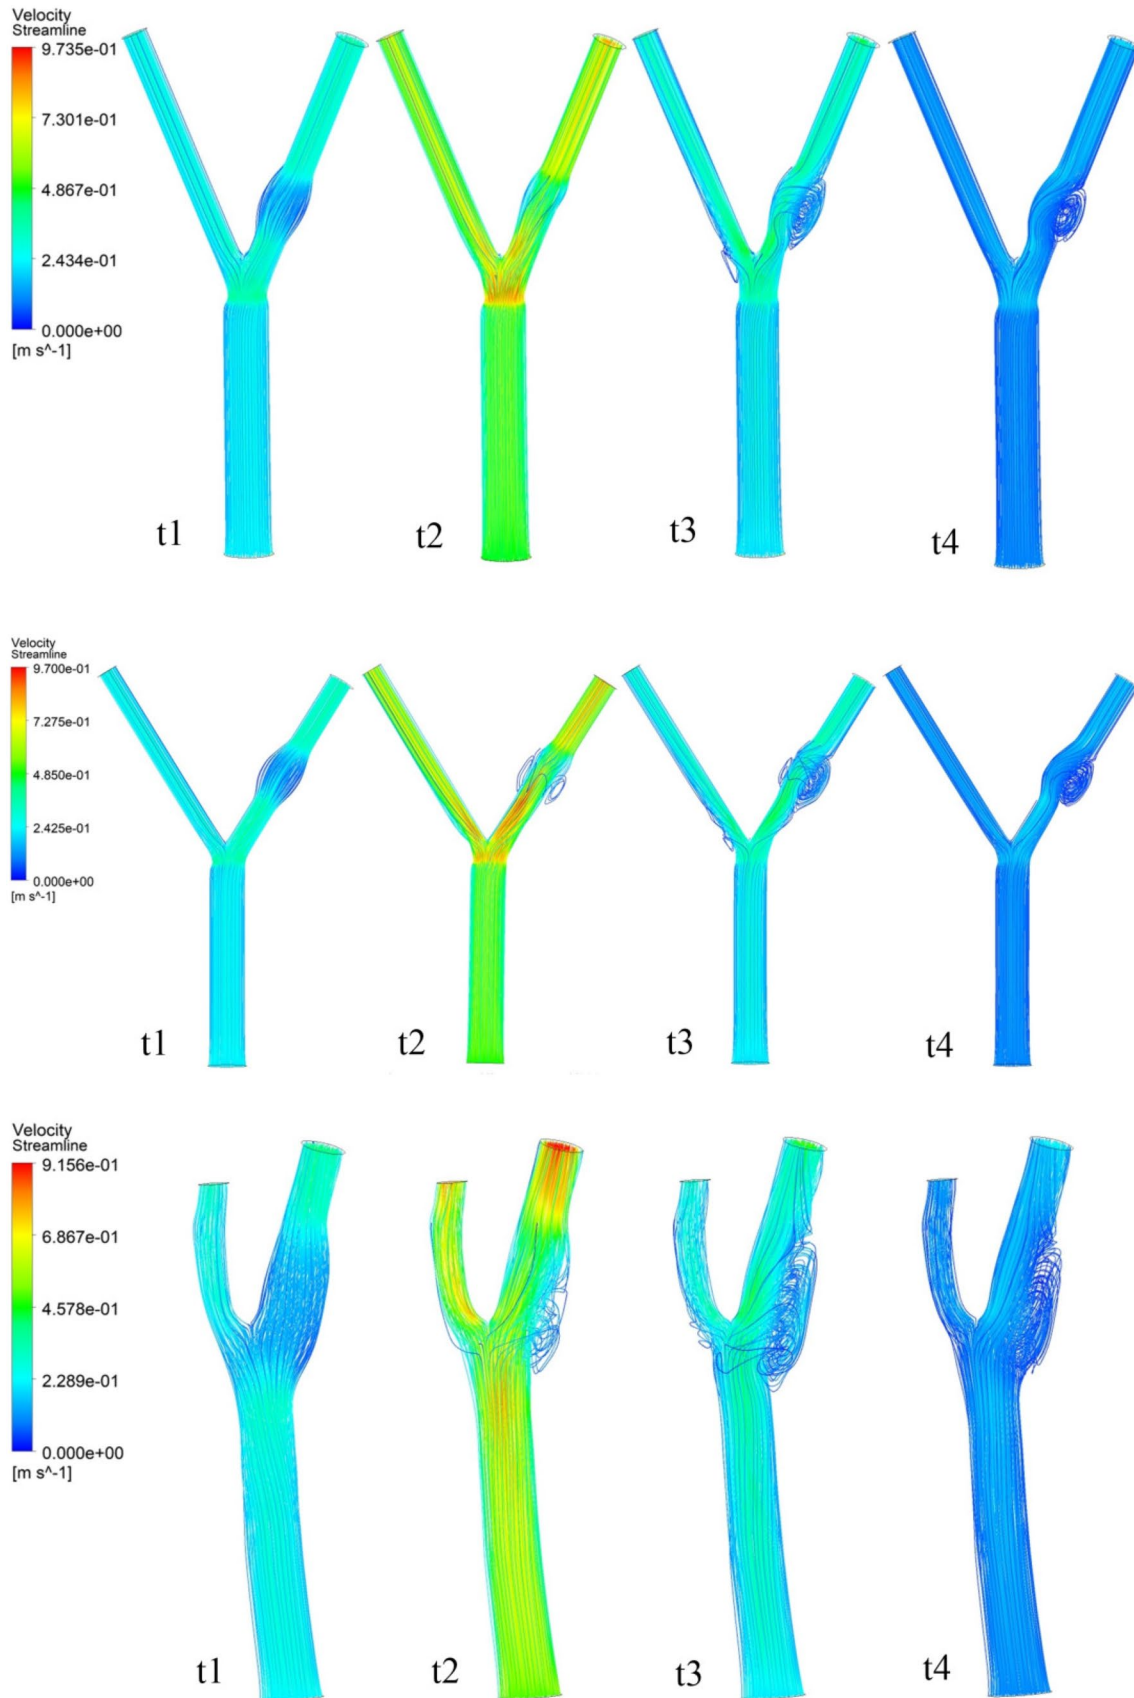 Velocity
Streamline
9.735e-01
7.301e-01
4.867e-01
2.434e-01
0.000e+00
[m s^-1]
t1
t2
t3
t4
Velocity
Streamline
9.700e-01
7.275e-01
4.850e-01
2.425e-01
0.000e+00
[m s^-1]
t1
t2
t3
t4
Velocity
Streamline
9.156e-01
6.867e-01
4.578e-01
2.289e-01
0.000e+00
[m s^-1]
t1
t2
t3
t4